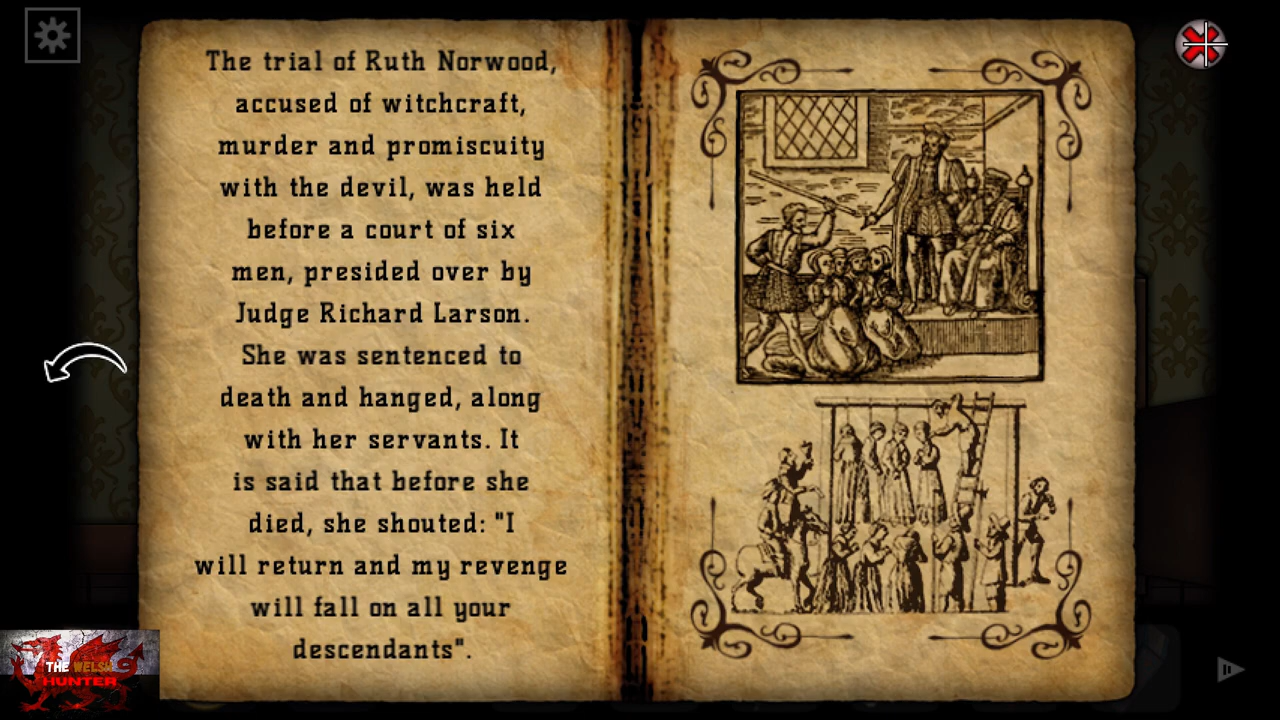 The trial of Ruth Norwood,
accused of witchcraft,
murder and promiscuity
with the devil, was held
before a court of six
men, presided over by
Judge Richard Larson.
She was sentenced to
death and hanged, along
with her servants. It
is said that before she
died, she shouted: "I
will return and my revenge
will fall on all your
descendants".
THE WELSH
HUNTER